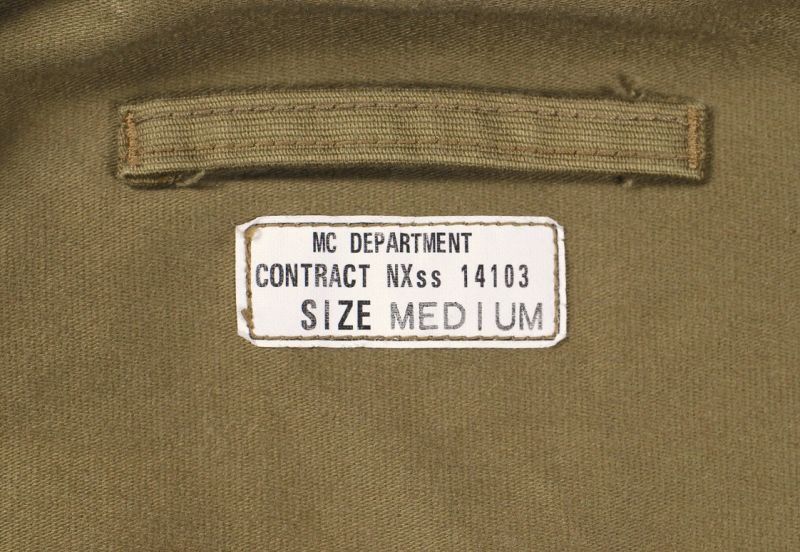 MC DEPARTMENT
CONTRACT NXss 14103
SIZE MEDIUM